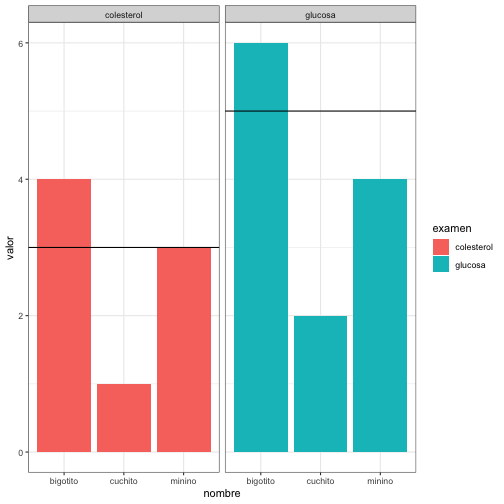 colesterol glucosa
6
4
2
0
valor
bigotito cuchito minino bigotito cuchito minino
nombre
examen
colesterol
glucosa